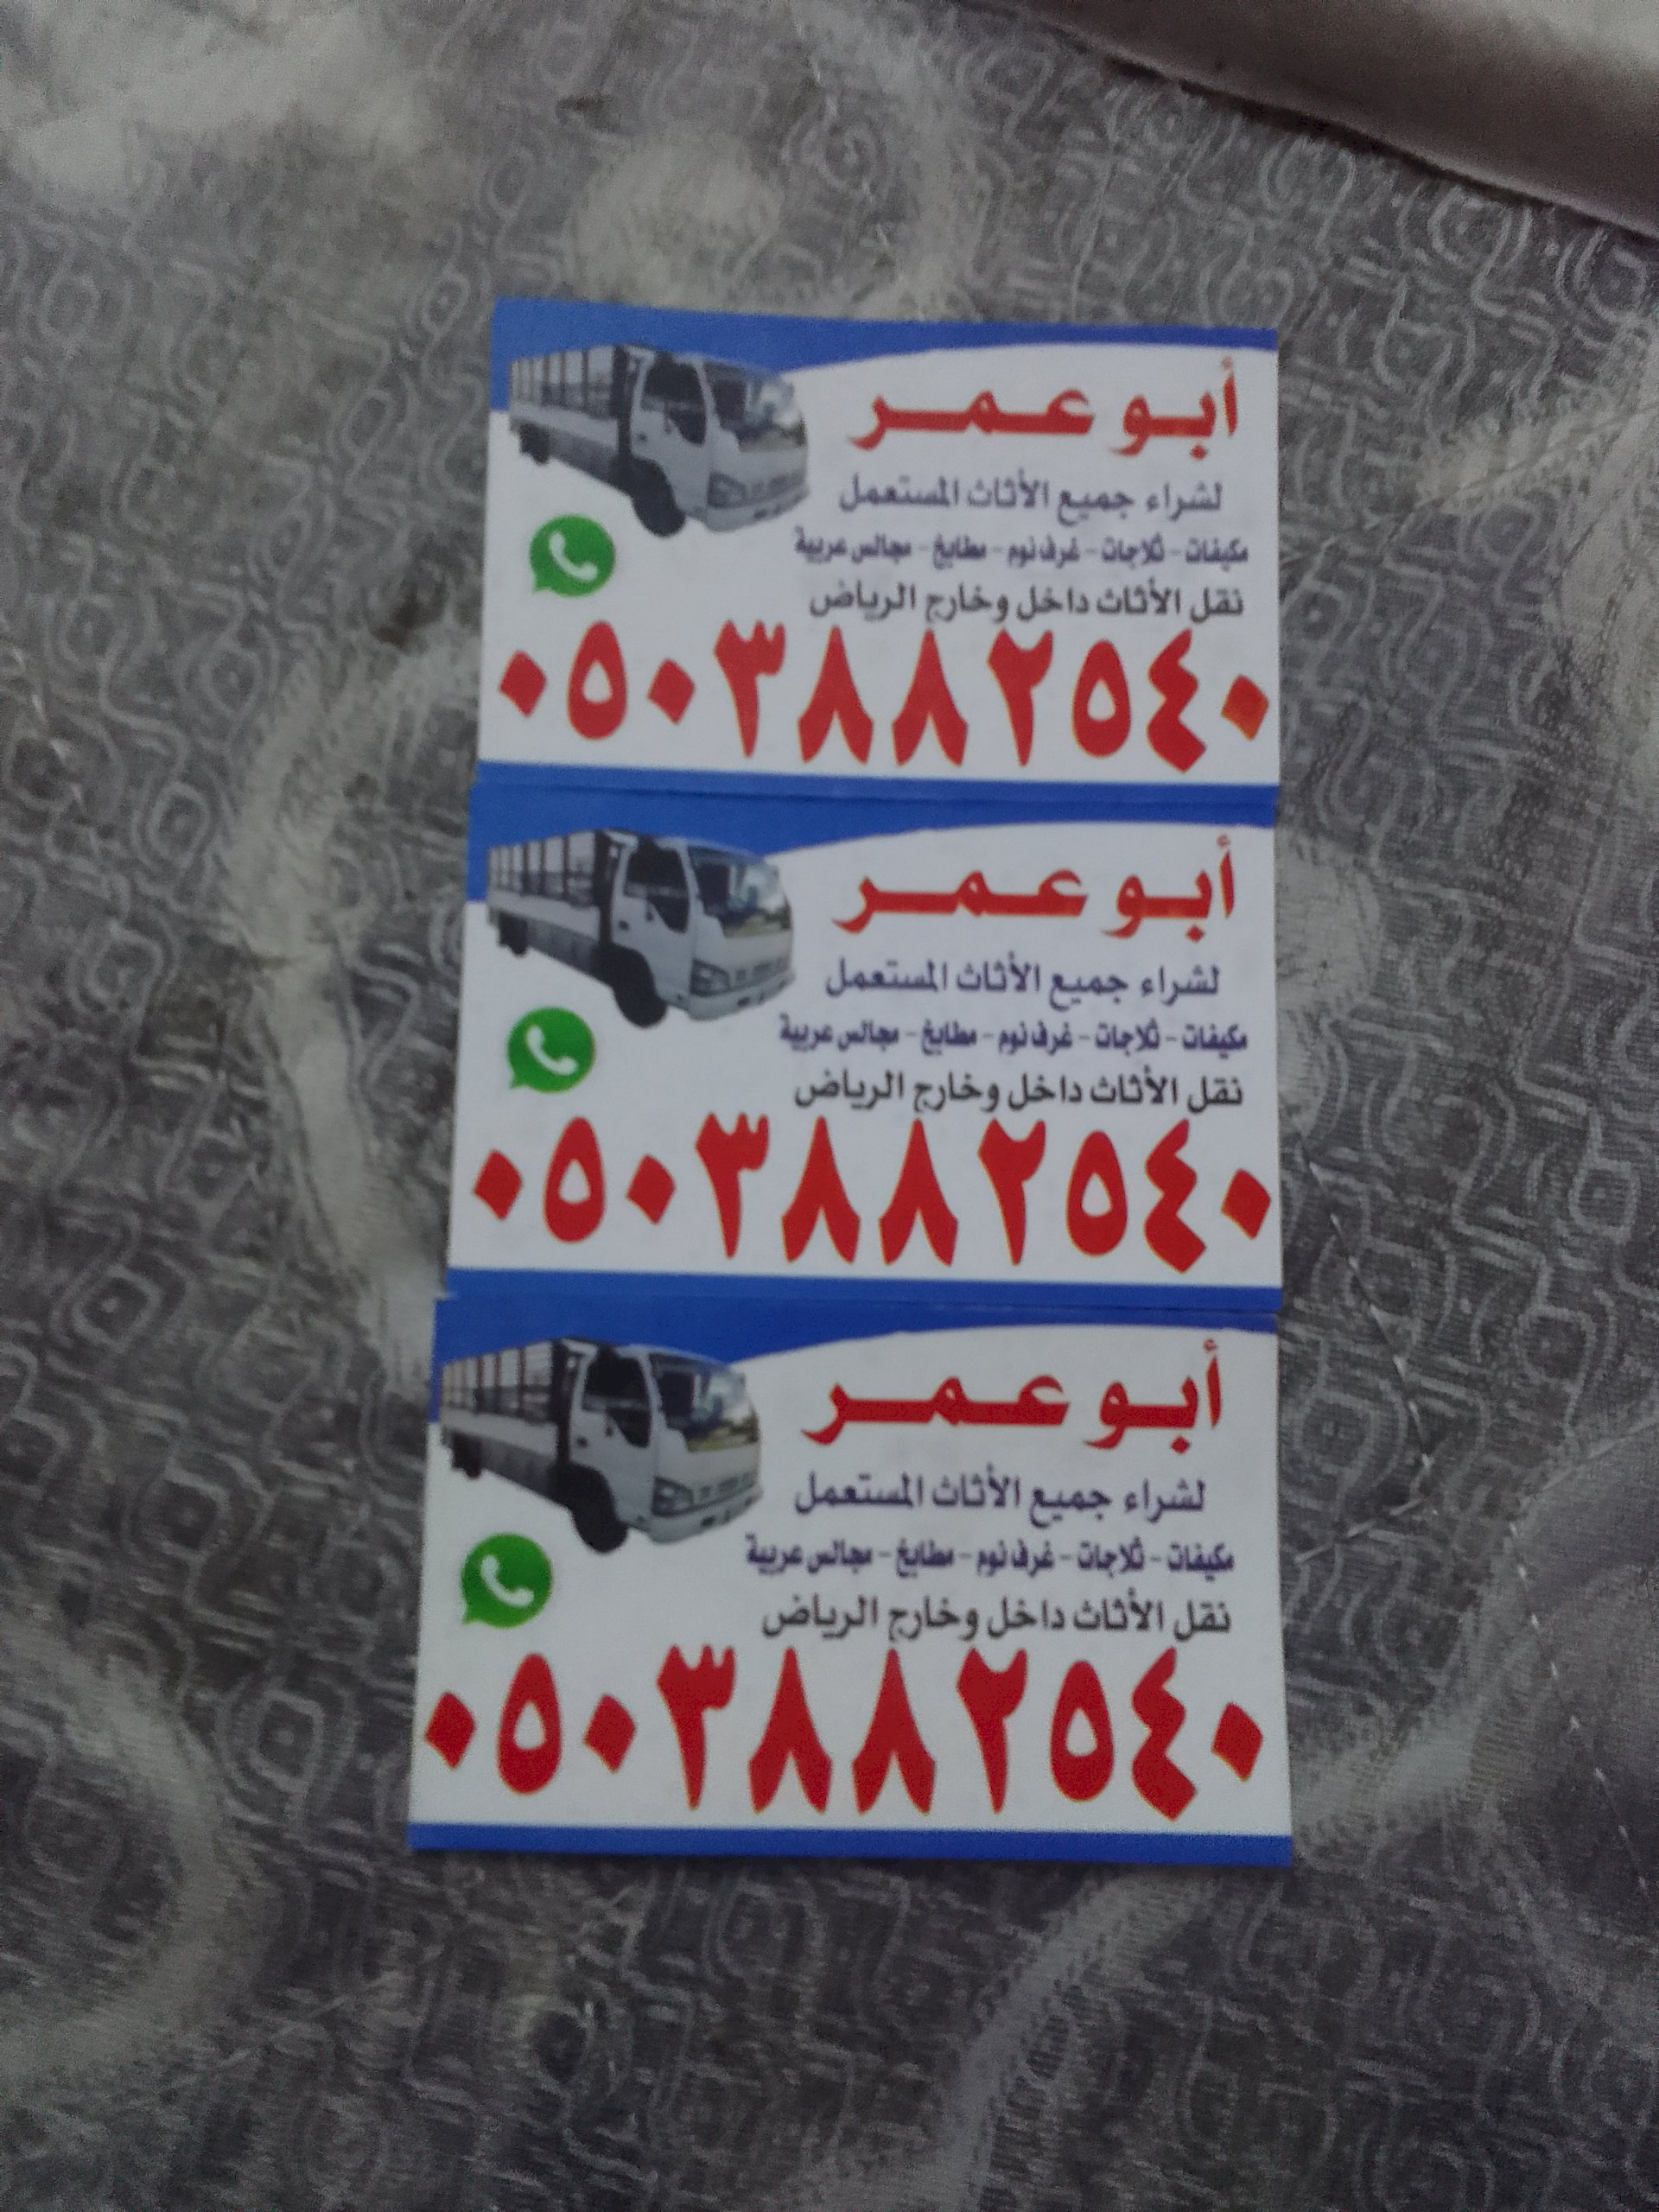 أبو عمر
لشراء جميع الأثاث المستعمل
مكيفات - ثلاجات - غرف نوم - مطابخ - مجالس عربية
نقل الأثاث داخل وخارج الرياض
٠٥٠٣٨٨٢٥٤٠
أبو عمر
لشراء جميع الأثاث المستعمل
مكيفات - ثلاجات - غرف نوم - مطابخ - مجالس عربية
نقل الأثاث داخل وخارج الرياض
٠٥٠٣٨٨٢٥٤٠
أبو عمر
لشراء جميع الأثاث المستعمل
مكيفات - ثلاجات - غرف نوم - مطابخ - مجالس عربية
نقل الأثاث داخل وخارج الرياض
٠٥٠٣٨٨٢٥٤٠